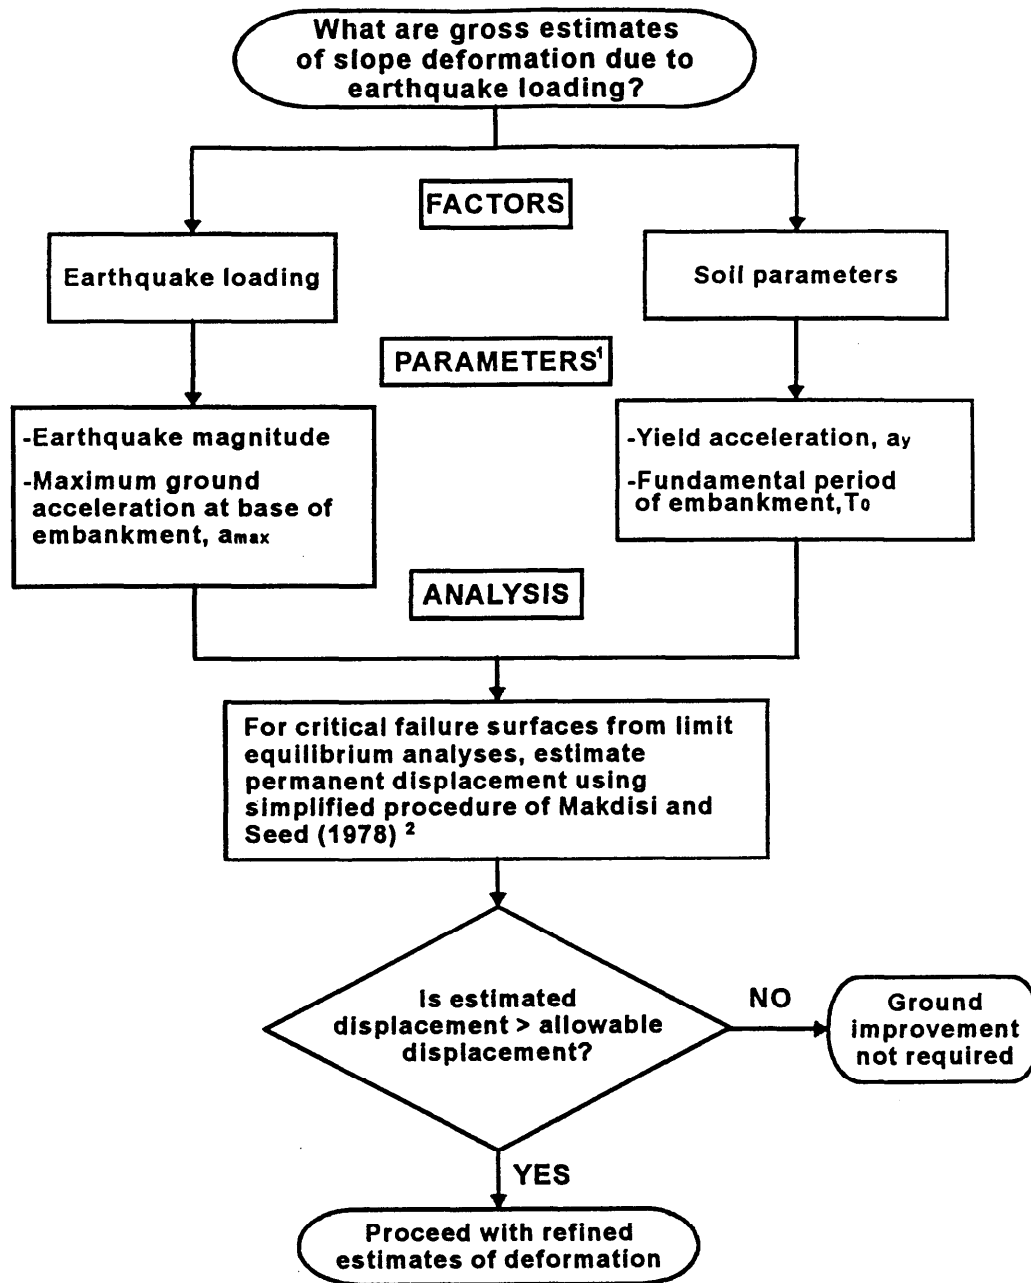 What are gross estimates
of slope deformation due to
earthquake loading?
FACTORS
Earthquake loading
Soil parameters
PARAMETERS¹
-Earthquake magnitude
-Maximum ground
acceleration at base of
embankment, amax
-Yield acceleration, ay
-Fundamental period
of embankment, T0
ANALYSIS
For critical failure surfaces from limit
equilibrium analyses, estimate
permanent displacement using
simplified procedure of Makdisi and
Seed (1978) ²
Is estimated
displacement > allowable
displacement?
NO
Ground
improvement
not required
YES
Proceed with refined
estimates of deformation